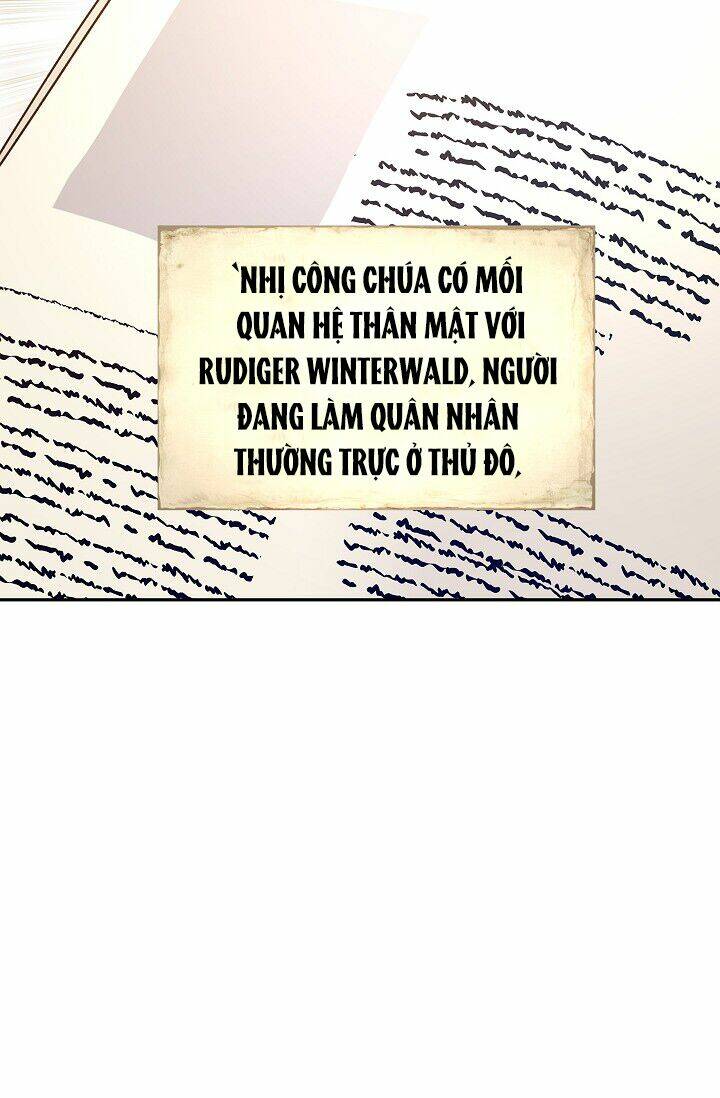 ‘NHỊ CÔNG CHÚA CÓ MỐI
QUAN HỆ THÂN MẬT VỚI
RUDIGER WINTERWALD, NGƯỜI
ĐANG LÀM QUÂN NHÂN
THƯỜNG TRỰC Ở THỦ ĐÔ,